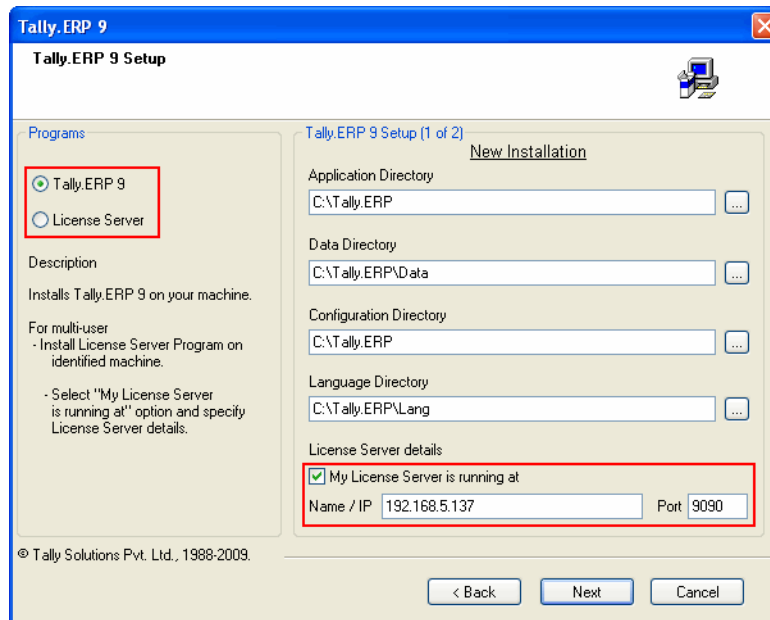 Tally.ERP 9
Tally.ERP 9 Setup
Programs
Tally.ERP 9
License Server
Description
Installs Tally.ERP 9 on your machine.
For multi-user
- Install License Server Program on
identified machine.
- Select "My License Server
is running at" option and specify
License Server details.
Tally.ERP 9 Setup (1 of 2)
New Installation
Application Directory
C:\Tally.ERP
...
Data Directory
C:\Tally.ERP\Data
...
Configuration Directory
C:\Tally.ERP
...
Language Directory
C:\Tally.ERP\Lang
...
License Server details
My License Server is running at
Name / IP 192.168.5.137 Port 9090
© Tally Solutions Pvt. Ltd., 1988-2009.
< Back Next Cancel